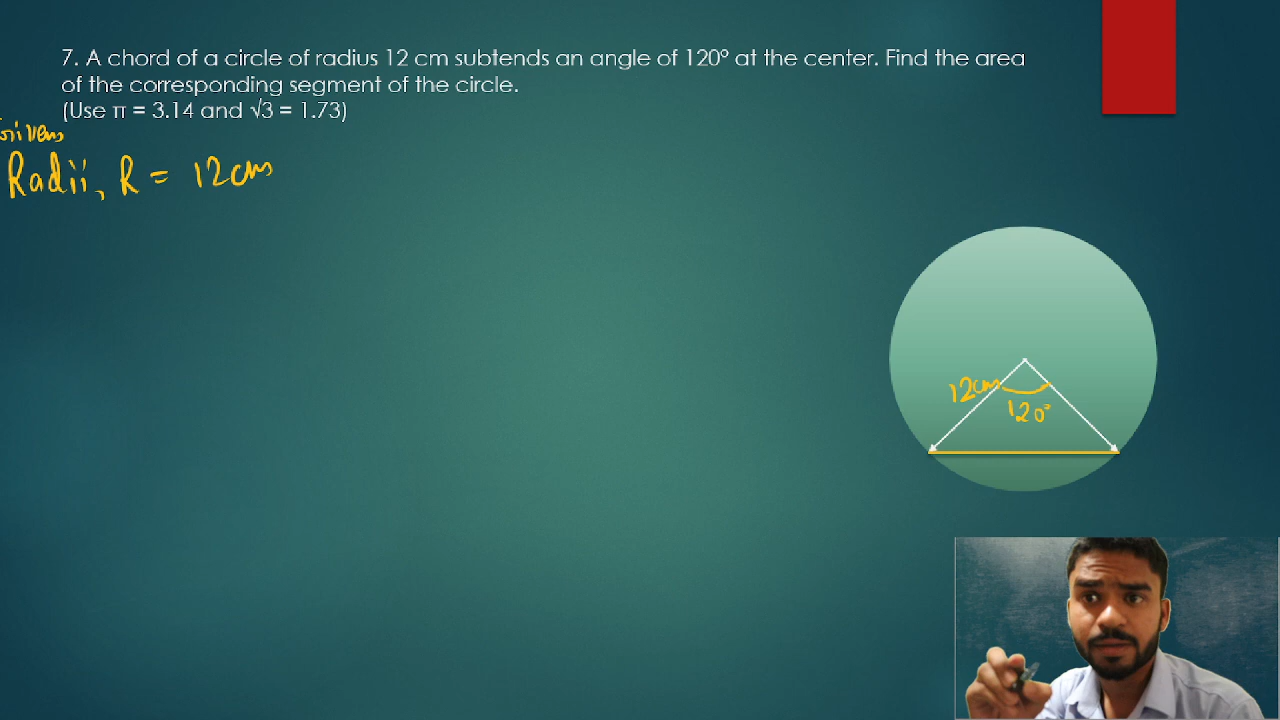 7. A chord of a circle of radius 12 cm subtends an angle of 120° at the center. Find the area
of the corresponding segment of the circle.
(Use π = 3.14 and √3 = 1.73)
Radii, R = 12cm
12cm
120°